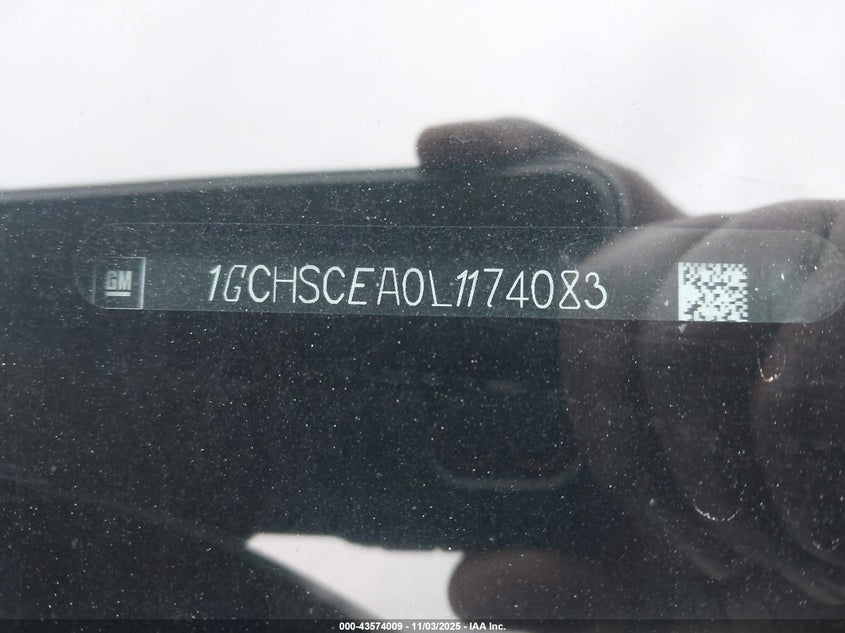 GM
1GCHSCEA0L1174083
000-43574009 - 11/03/2025 - IAA Inc.